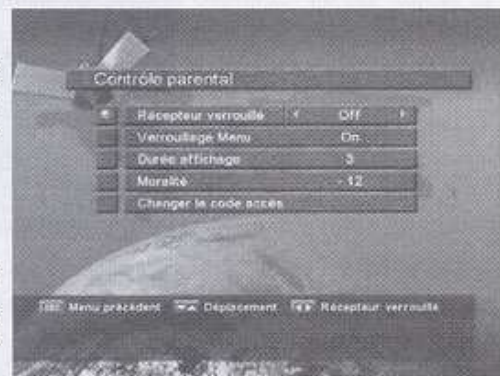 Contrôle parental
Récepteur verrouillé Off
Verrouillage Menu On
Durée affichage 3
Moralité - 12
Changer le code accès
Menu précédent Déplacement Récepteur verrouillé